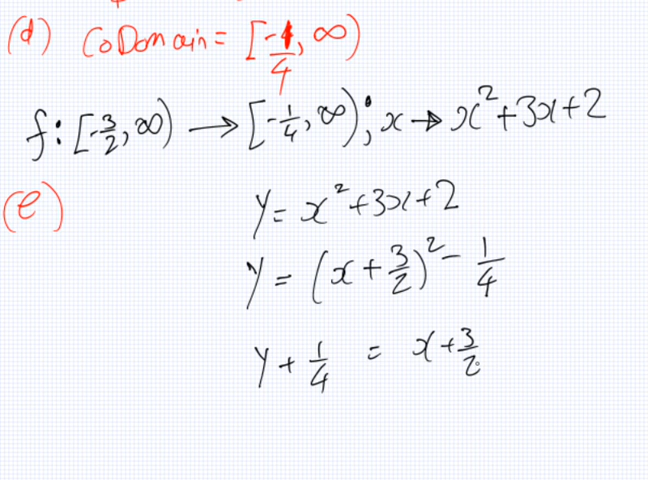 (d) CoDomain = [-1/4, ∞)
f: [-3/2, ∞) → [-1/4, ∞); x → x²+3x+2
(e) y = x²+3x+2
y = (x+3/2)² - 1/4
y + 1/4 = x+3/2